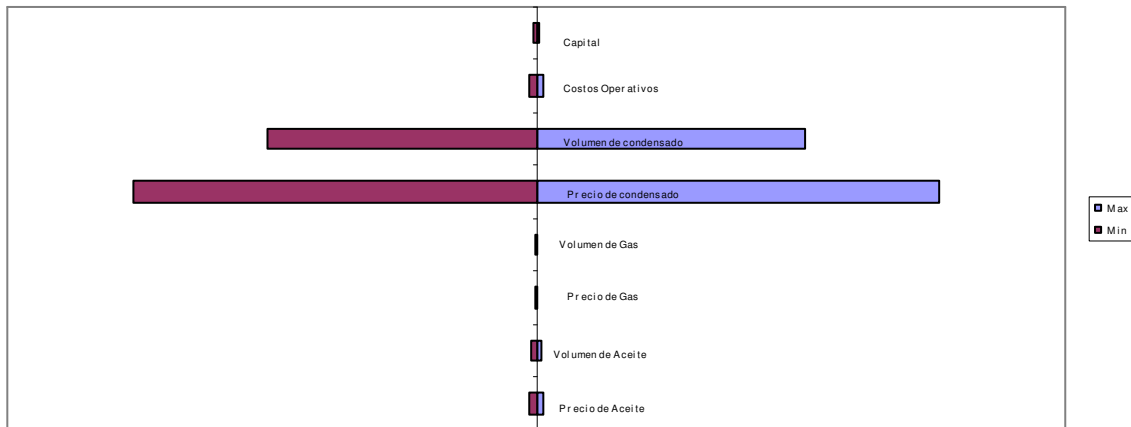 Capital
Costos Operativos
Volumen de condensado
Precio de condensado
Volumen de Gas
Precio de Gas
Volumen de Aceite
Precio de Aceite
Max
Min